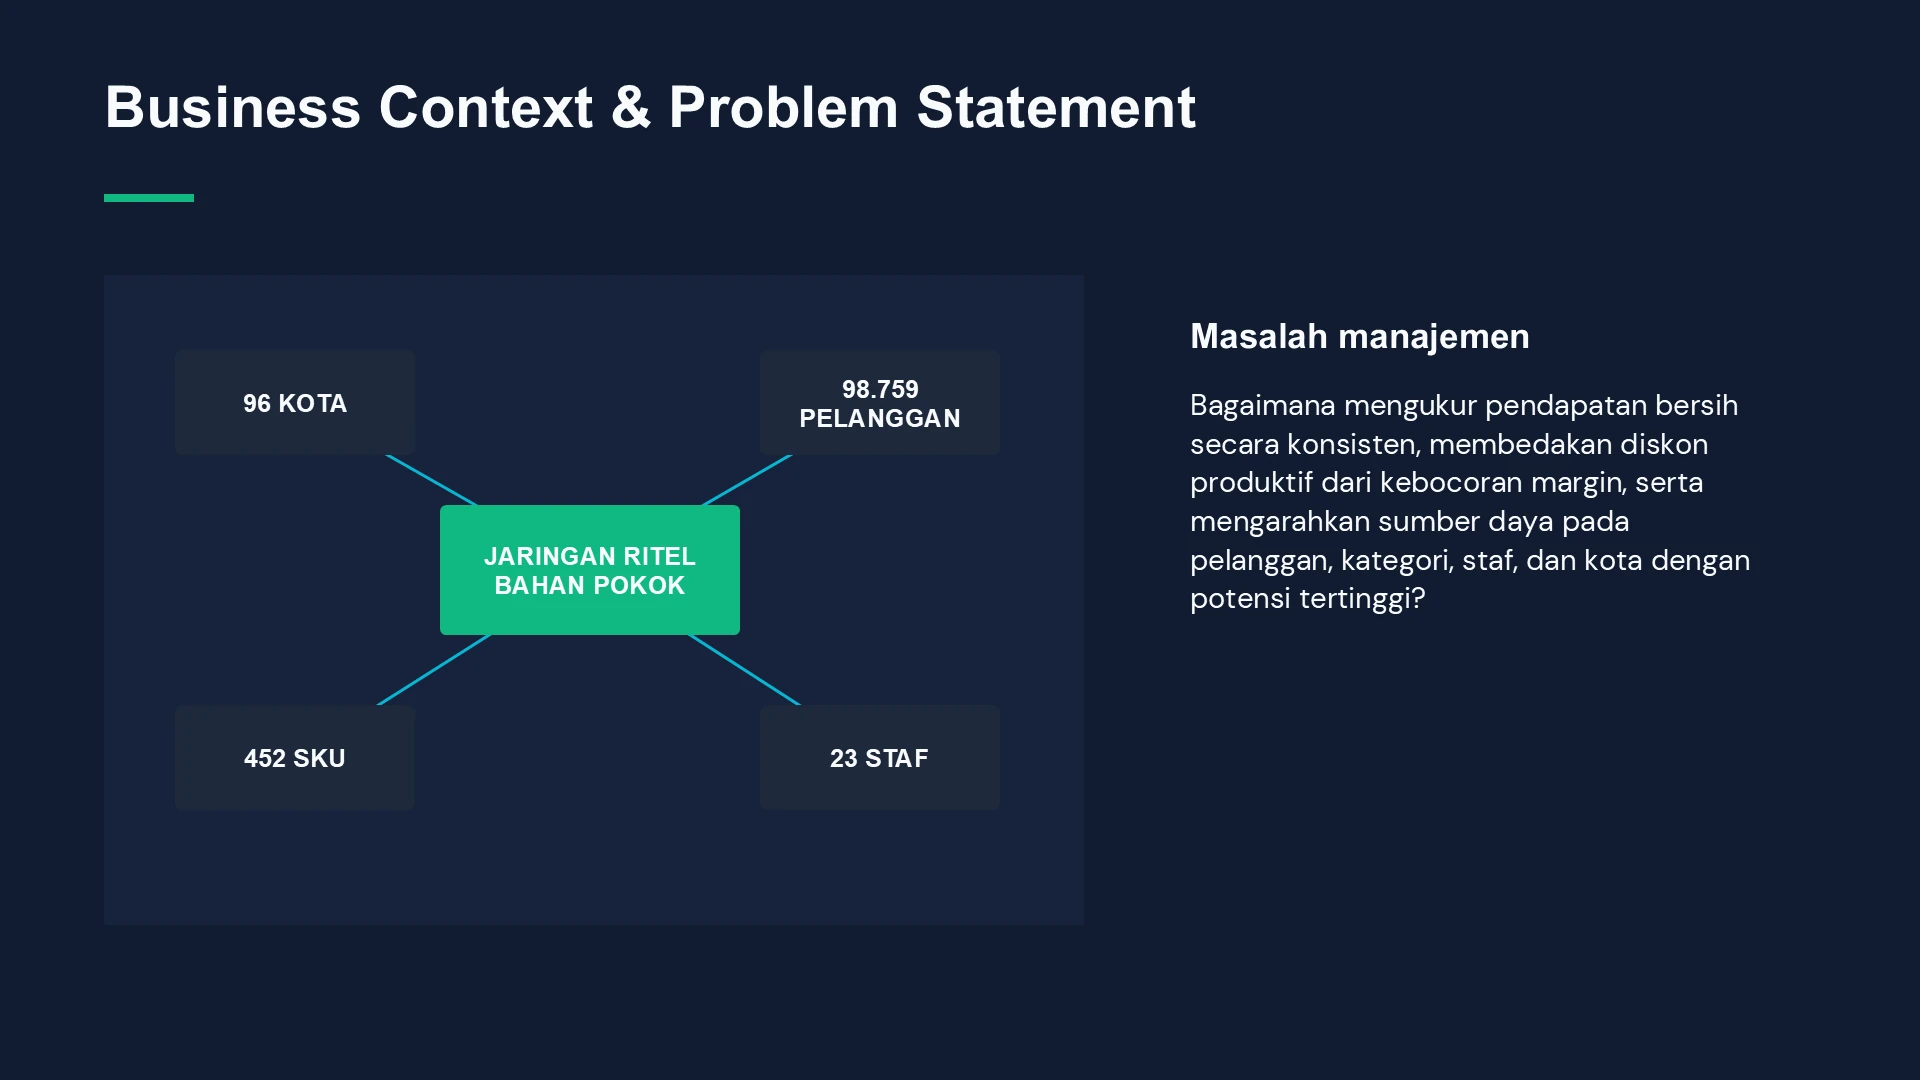 Business Context & Problem Statement
96 KOTA
98.759
PELANGGAN
JARINGAN RITEL
BAHAN POKOK
452 SKU
23 STAF
Masalah manajemen
Bagaimana mengukur pendapatan bersih
secara konsisten, membedakan diskon
produktif dari kebocoran margin, serta
mengarahkan sumber daya pada
pelanggan, kategori, staf, dan kota dengan
potensi tertinggi?